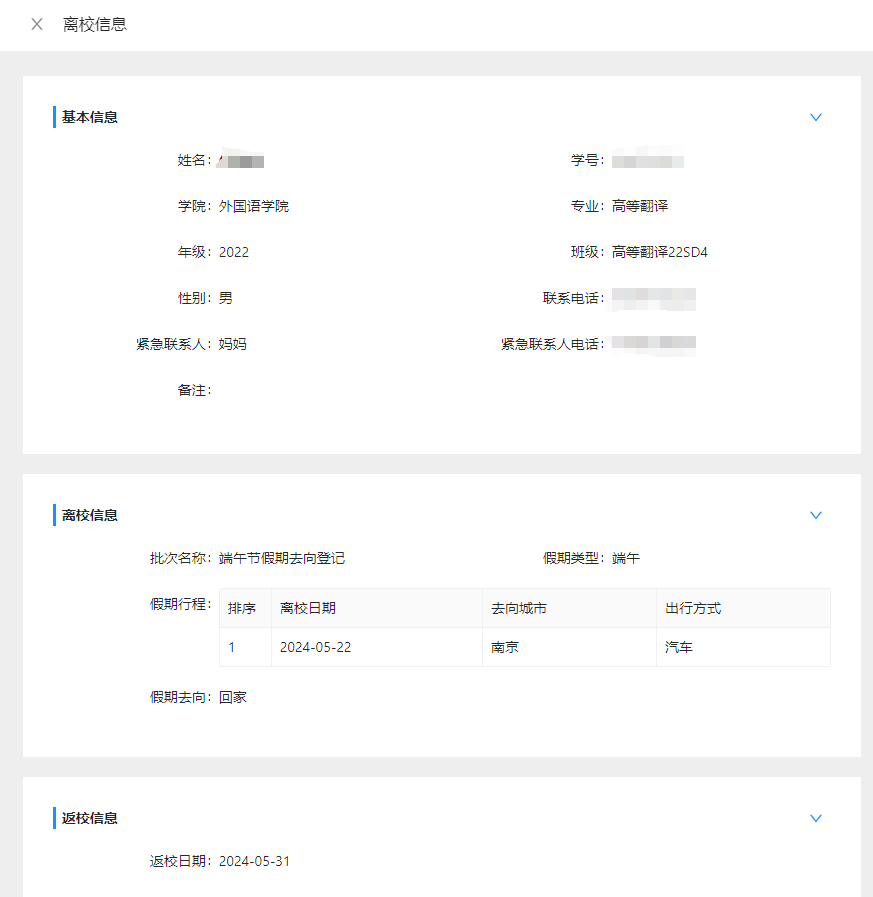 离校信息
基本信息
姓名：
学号：
学院：外国语学院
专业：高等翻译
年级：2022
班级：高等翻译22SD4
性别：男
联系电话：
紧急联系人：妈妈
紧急联系人电话：
备注：
离校信息
批次名称：端午节假期去向登记
假期类型：端午
假期行程：
排序 离校日期 去向城市 出行方式
1 2024-05-22 南京 汽车
假期去向：回家
返校信息
返校日期：2024-05-31